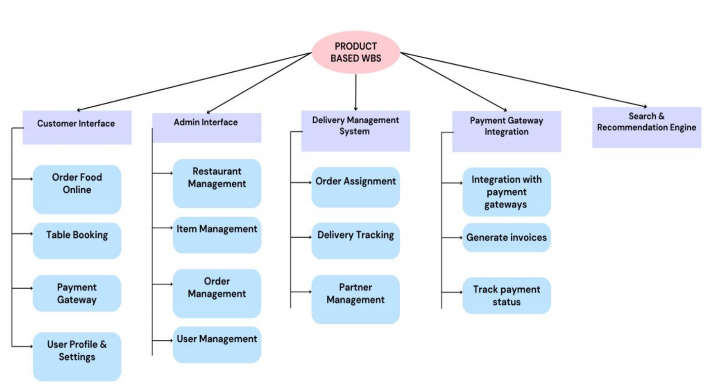 PRODUCT
BASED WBS
Customer Interface
Admin Interface
Delivery Management
System
Payment Gateway
Integration
Search &
Recommendation Engine
Order Food
Online
Table Booking
Payment
Gateway
User Profile &
Settings
Restaurant
Management
Item Management
Order
Management
User Management
Order Assignment
Delivery Tracking
Partner
Management
Integration with
payment
gateways
Generate invoices
Track payment
status